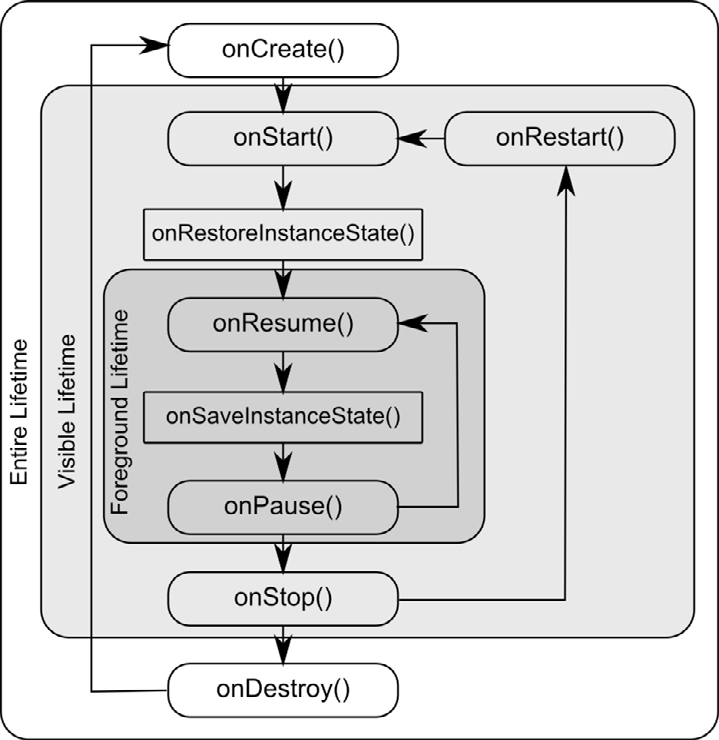 onCreate()
onStart()
onRestart()
onRestoreInstanceState()
onResume()
onSaveInstanceState()
onPause()
onStop()
onDestroy()
Entire Lifetime
Visible Lifetime
Foreground Lifetime